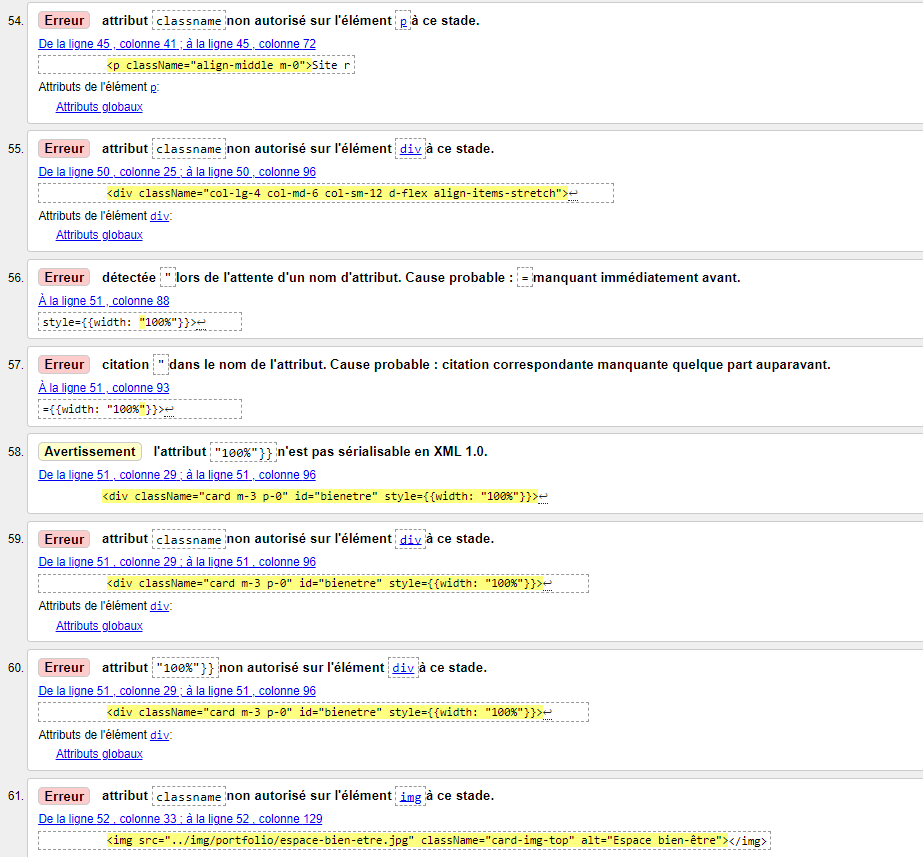 54. Erreur attribut classname non autorisé sur l'élément p à ce stade.
De la ligne 45 , colonne 41 ; à la ligne 45 , colonne 72
<p className="align-middle m-0">Site r
Attributs de l'élément p:
Attributs globaux
55. Erreur attribut classname non autorisé sur l'élément div à ce stade.
De la ligne 50 , colonne 25 ; à la ligne 50 , colonne 96
<div className="col-lg-4 col-md-6 col-sm-12 d-flex align-items-stretch">↩
Attributs de l'élément div:
Attributs globaux
56. Erreur détectée " lors de l'attente d'un nom d'attribut. Cause probable : = manquant immédiatement avant.
À la ligne 51 , colonne 88
style={{width: "100%"}}>↩
57. Erreur citation " dans le nom de l'attribut. Cause probable : citation correspondante manquante quelque part auparavant.
À la ligne 51 , colonne 93
={{width: "100%"}}>↩
58. Avertissement l'attribut "100%"}} n'est pas sérialisable en XML 1.0.
De la ligne 51 , colonne 29 ; à la ligne 51 , colonne 96
<div className="card m-3 p-0" id="bienetre" style={{width: "100%"}}>↩
59. Erreur attribut classname non autorisé sur l'élément div à ce stade.
De la ligne 51 , colonne 29 ; à la ligne 51 , colonne 96
<div className="card m-3 p-0" id="bienetre" style={{width: "100%"}}>↩
Attributs de l'élément div:
Attributs globaux
60. Erreur attribut "100%"}} non autorisé sur l'élément div à ce stade.
De la ligne 51 , colonne 29 ; à la ligne 51 , colonne 96
<div className="card m-3 p-0" id="bienetre" style={{width: "100%"}}>↩
Attributs de l'élément div:
Attributs globaux
61. Erreur attribut classname non autorisé sur l'élément img à ce stade.
De la ligne 52 , colonne 33 ; à la ligne 52 , colonne 129
<img src="../img/portfolio/espace-bien-etre.jpg" className="card-img-top" alt="Espace bien-être"></img>